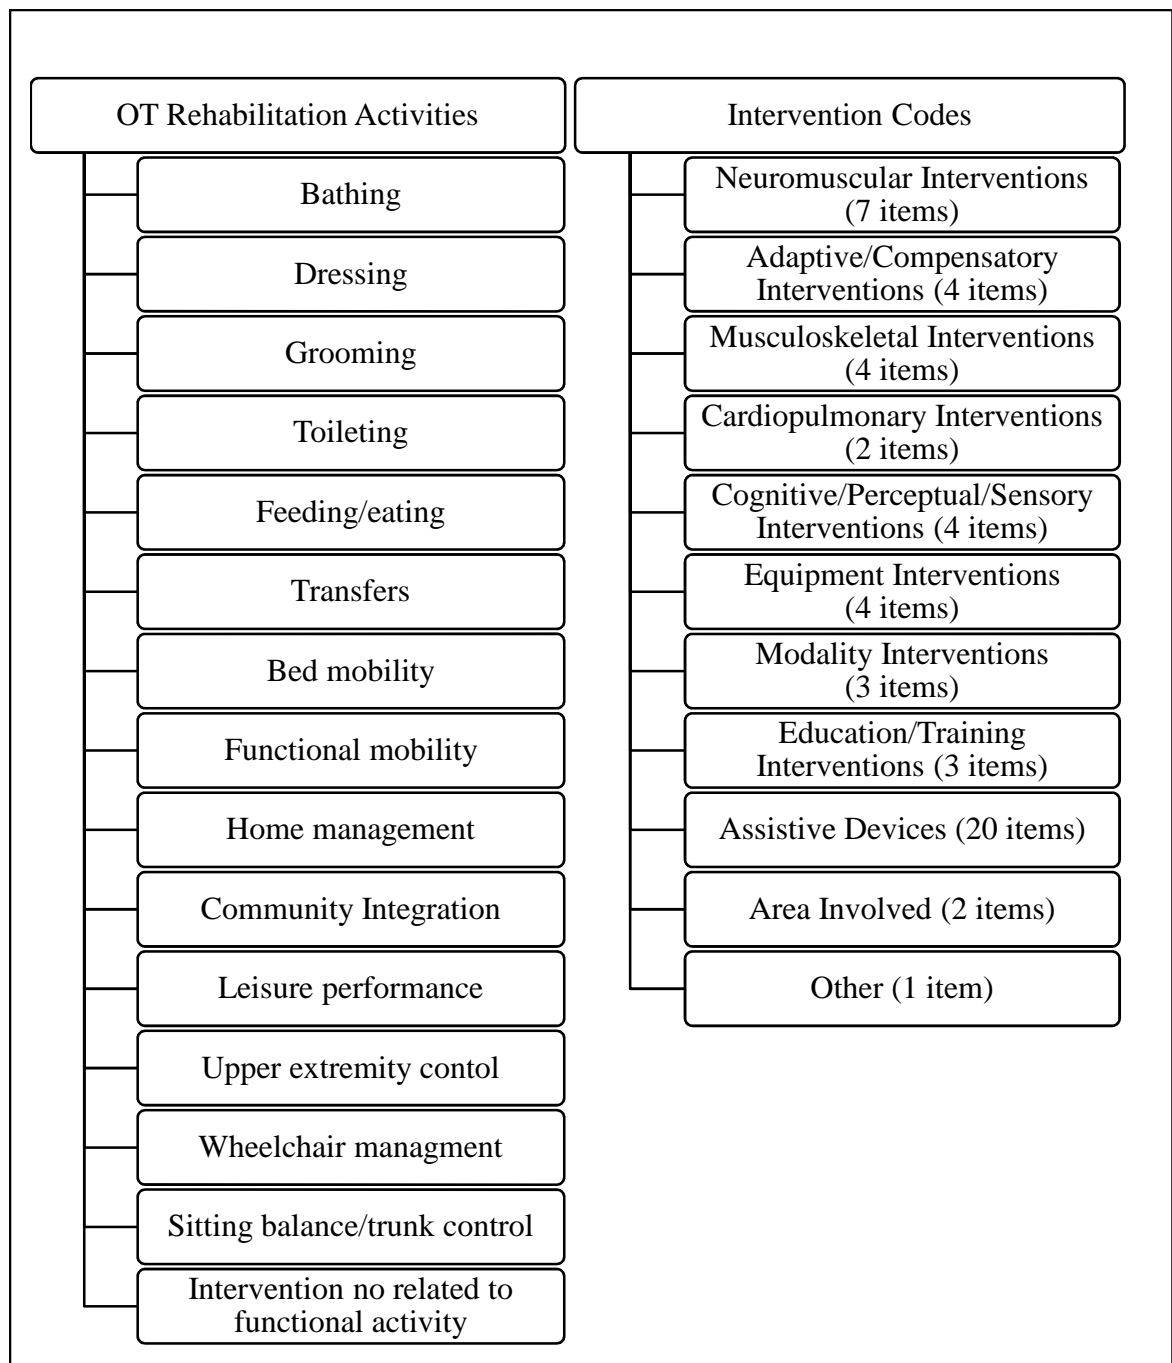 OT Rehabilitation Activities
Bathing
Dressing
Grooming
Toileting
Feeding/eating
Transfers
Bed mobility
Functional mobility
Home management
Community Integration
Leisure performance
Upper extremity contol
Wheelchair managment
Sitting balance/trunk control
Intervention no related to
functional activity
Intervention Codes
Neuromuscular Interventions
(7 items)
Adaptive/Compensatory
Interventions (4 items)
Musculoskeletal Interventions
(4 items)
Cardiopulmonary Interventions
(2 items)
Cognitive/Perceptual/Sensory
Interventions (4 items)
Equipment Interventions
(4 items)
Modality Interventions
(3 items)
Education/Training
Interventions (3 items)
Assistive Devices (20 items)
Area Involved (2 items)
Other (1 item)